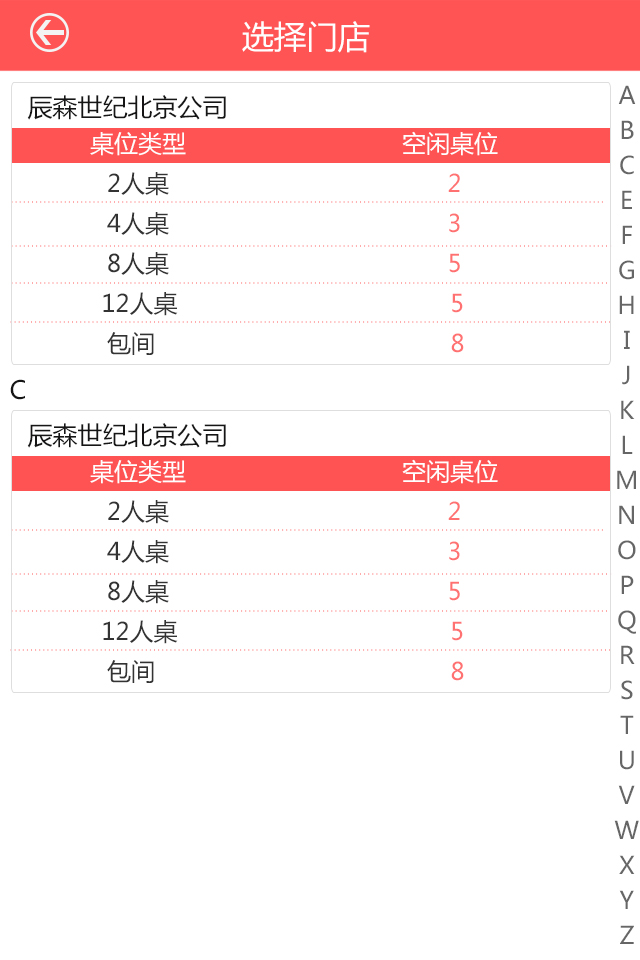 选择门店
辰森世纪北京公司
桌位类型 空闲桌位
2人桌 2
4人桌 3
8人桌 5
12人桌 5
包间 8
C
辰森世纪北京公司
桌位类型 空闲桌位
2人桌 2
4人桌 3
8人桌 5
12人桌 5
包间 8
A
B
C
E
F
G
H
I
J
K
L
M
N
O
P
Q
R
S
T
U
V
W
X
Y
Z